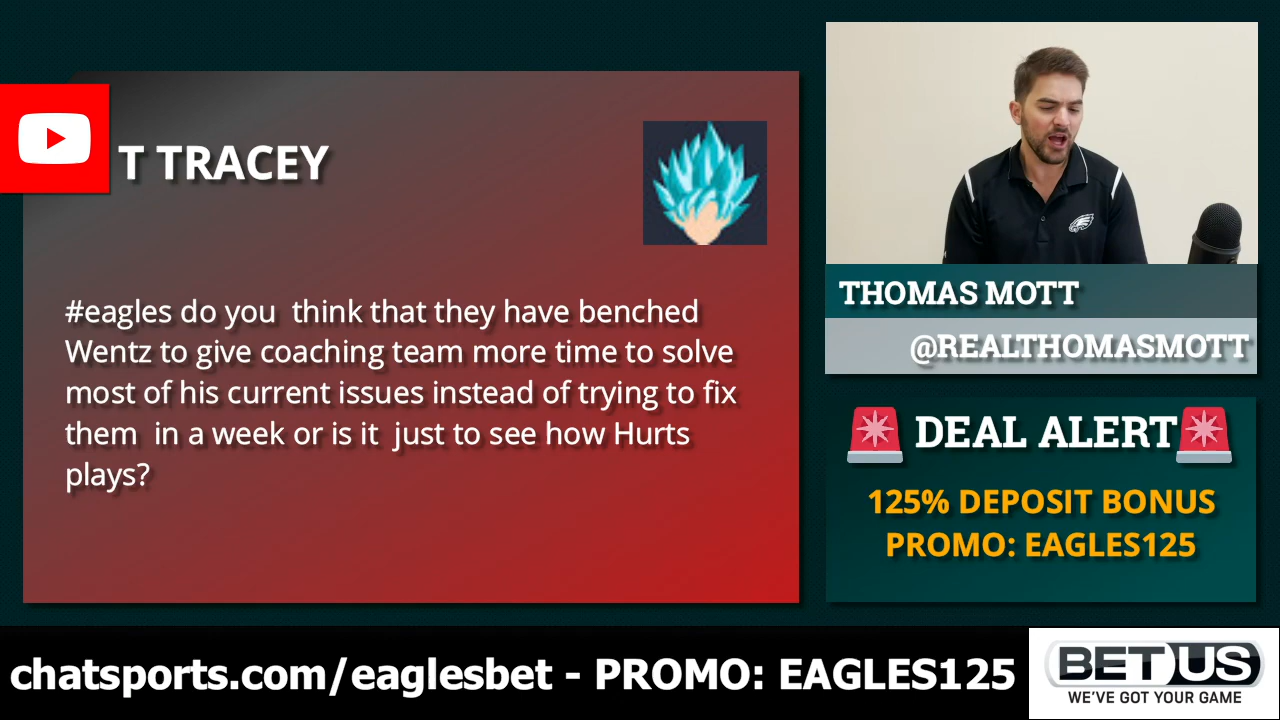 T TRACEY
#eagles do you  think that they have benched
Wentz to give coaching team more time to solve
most of his current issues instead of trying to fix
them  in a week or is it  just to see how Hurts
plays?
THOMAS MOTT
@REALTHOMASMOTT
DEAL ALERT
125% DEPOSIT BONUS
PROMO: EAGLES125
chatsports.com/eaglesbet - PROMO: EAGLES125
BETUS
WE'VE GOT YOUR GAME